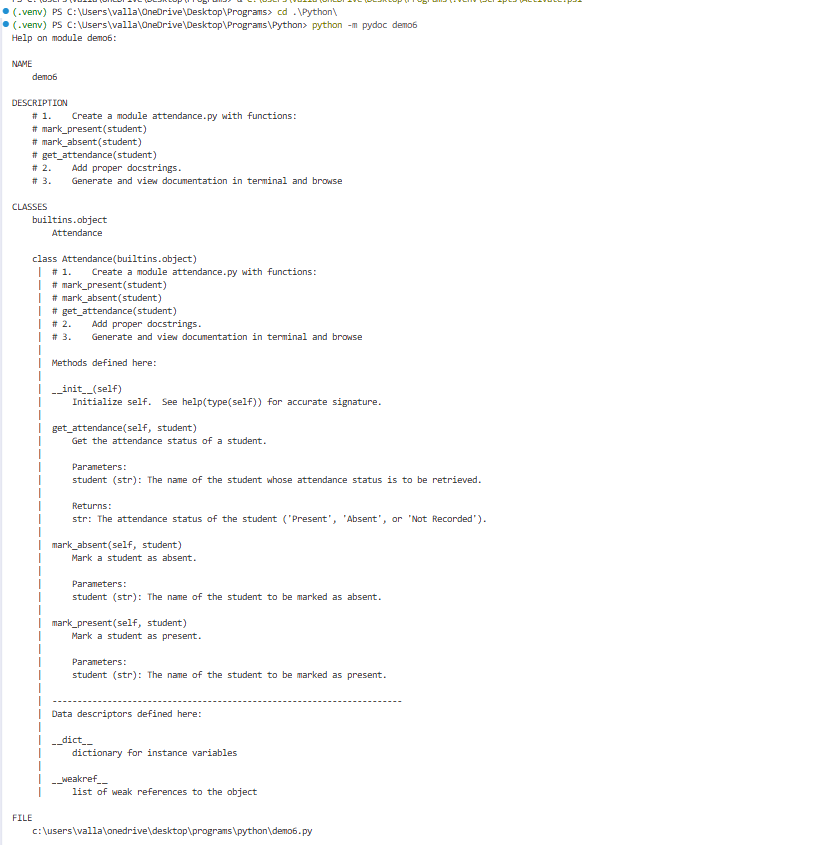 (.venv) PS C:\Users\valla\OneDrive\Desktop\Programs> cd .\Python\
(.venv) PS C:\Users\valla\OneDrive\Desktop\Programs\Python> python -m pydoc demo6
Help on module demo6:

NAME
    demo6

DESCRIPTION
    # 1.    Create a module attendance.py with functions:
    # mark_present(student)
    # mark_absent(student)
    # get_attendance(student)
    # 2.    Add proper docstrings.
    # 3.    Generate and view documentation in terminal and browse

CLASSES
    builtins.object
        Attendance

    class Attendance(builtins.object)
     |  # 1.    Create a module attendance.py with functions:
     |  # mark_present(student)
     |  # mark_absent(student)
     |  # get_attendance(student)
     |  # 2.    Add proper docstrings.
     |  # 3.    Generate and view documentation in terminal and browse
     |
     |  Methods defined here:
     |
     |  __init__(self)
     |      Initialize self.  See help(type(self)) for accurate signature.
     |
     |  get_attendance(self, student)
     |      Get the attendance status of a student.
     |
     |      Parameters:
     |      student (str): The name of the student whose attendance status is to be retrieved.
     |
     |      Returns:
     |      str: The attendance status of the student ('Present', 'Absent', or 'Not Recorded').
     |
     |  mark_absent(self, student)
     |      Mark a student as absent.
     |
     |      Parameters:
     |      student (str): The name of the student to be marked as absent.
     |
     |  mark_present(self, student)
     |      Mark a student as present.
     |
     |      Parameters:
     |      student (str): The name of the student to be marked as present.
     |
     |  ----------------------------------------------------------------------
     |  Data descriptors defined here:
     |
     |  __dict__
     |      dictionary for instance variables
     |
     |  __weakref__
     |      list of weak references to the object

FILE
    c:\users\valla\onedrive\desktop\programs\python\demo6.py